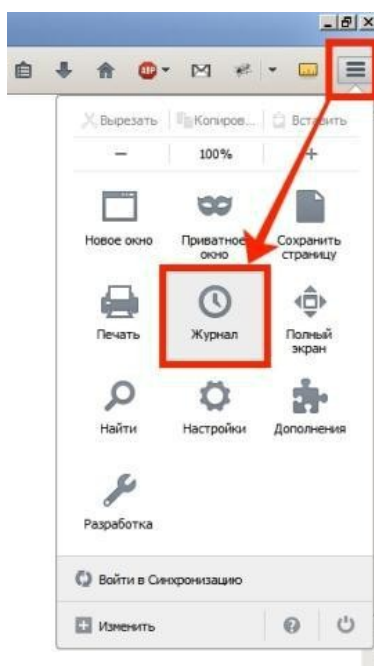 ABP
Вырезать Копиров... Вставить
− 100% +
Новое окно Приватное окно Сохранить страницу
Печать Журнал Полный экран
Найти Настройки Дополнения
Разработка
Войти в Синхронизацию
Изменить